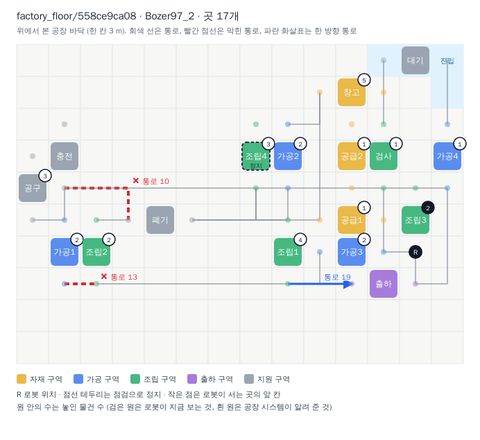 factory_floor/558ce9ca08 · Bozer97_2 · 곳 17개
위에서 본 공장 바닥 (한 칸 3 m). 회색 선은 통로, 빨간 점선은 막힌 통로, 파란 화살표는 한 방향 통로
대기
진입
창고 5
충전
조립4 3
정지
가공2 2
공급2 1
검사 1
가공4 1
공구 3
통로 10
폐기
공급1 1
조립3 2
가공1 2
조립2 2
조립1 4
가공3 2
R
통로 13
통로 19
출하
자재 구역
가공 구역
조립 구역
출하 구역
지원 구역
R 로봇 위치 · 점선 테두리는 점검으로 정지 · 작은 점은 로봇이 서는 곳의 앞 칸
원 안의 수는 놓인 물건 수 (검은 원은 로봇이 지금 보는 것, 흰 원은 공장 시스템이 알려 준 것)